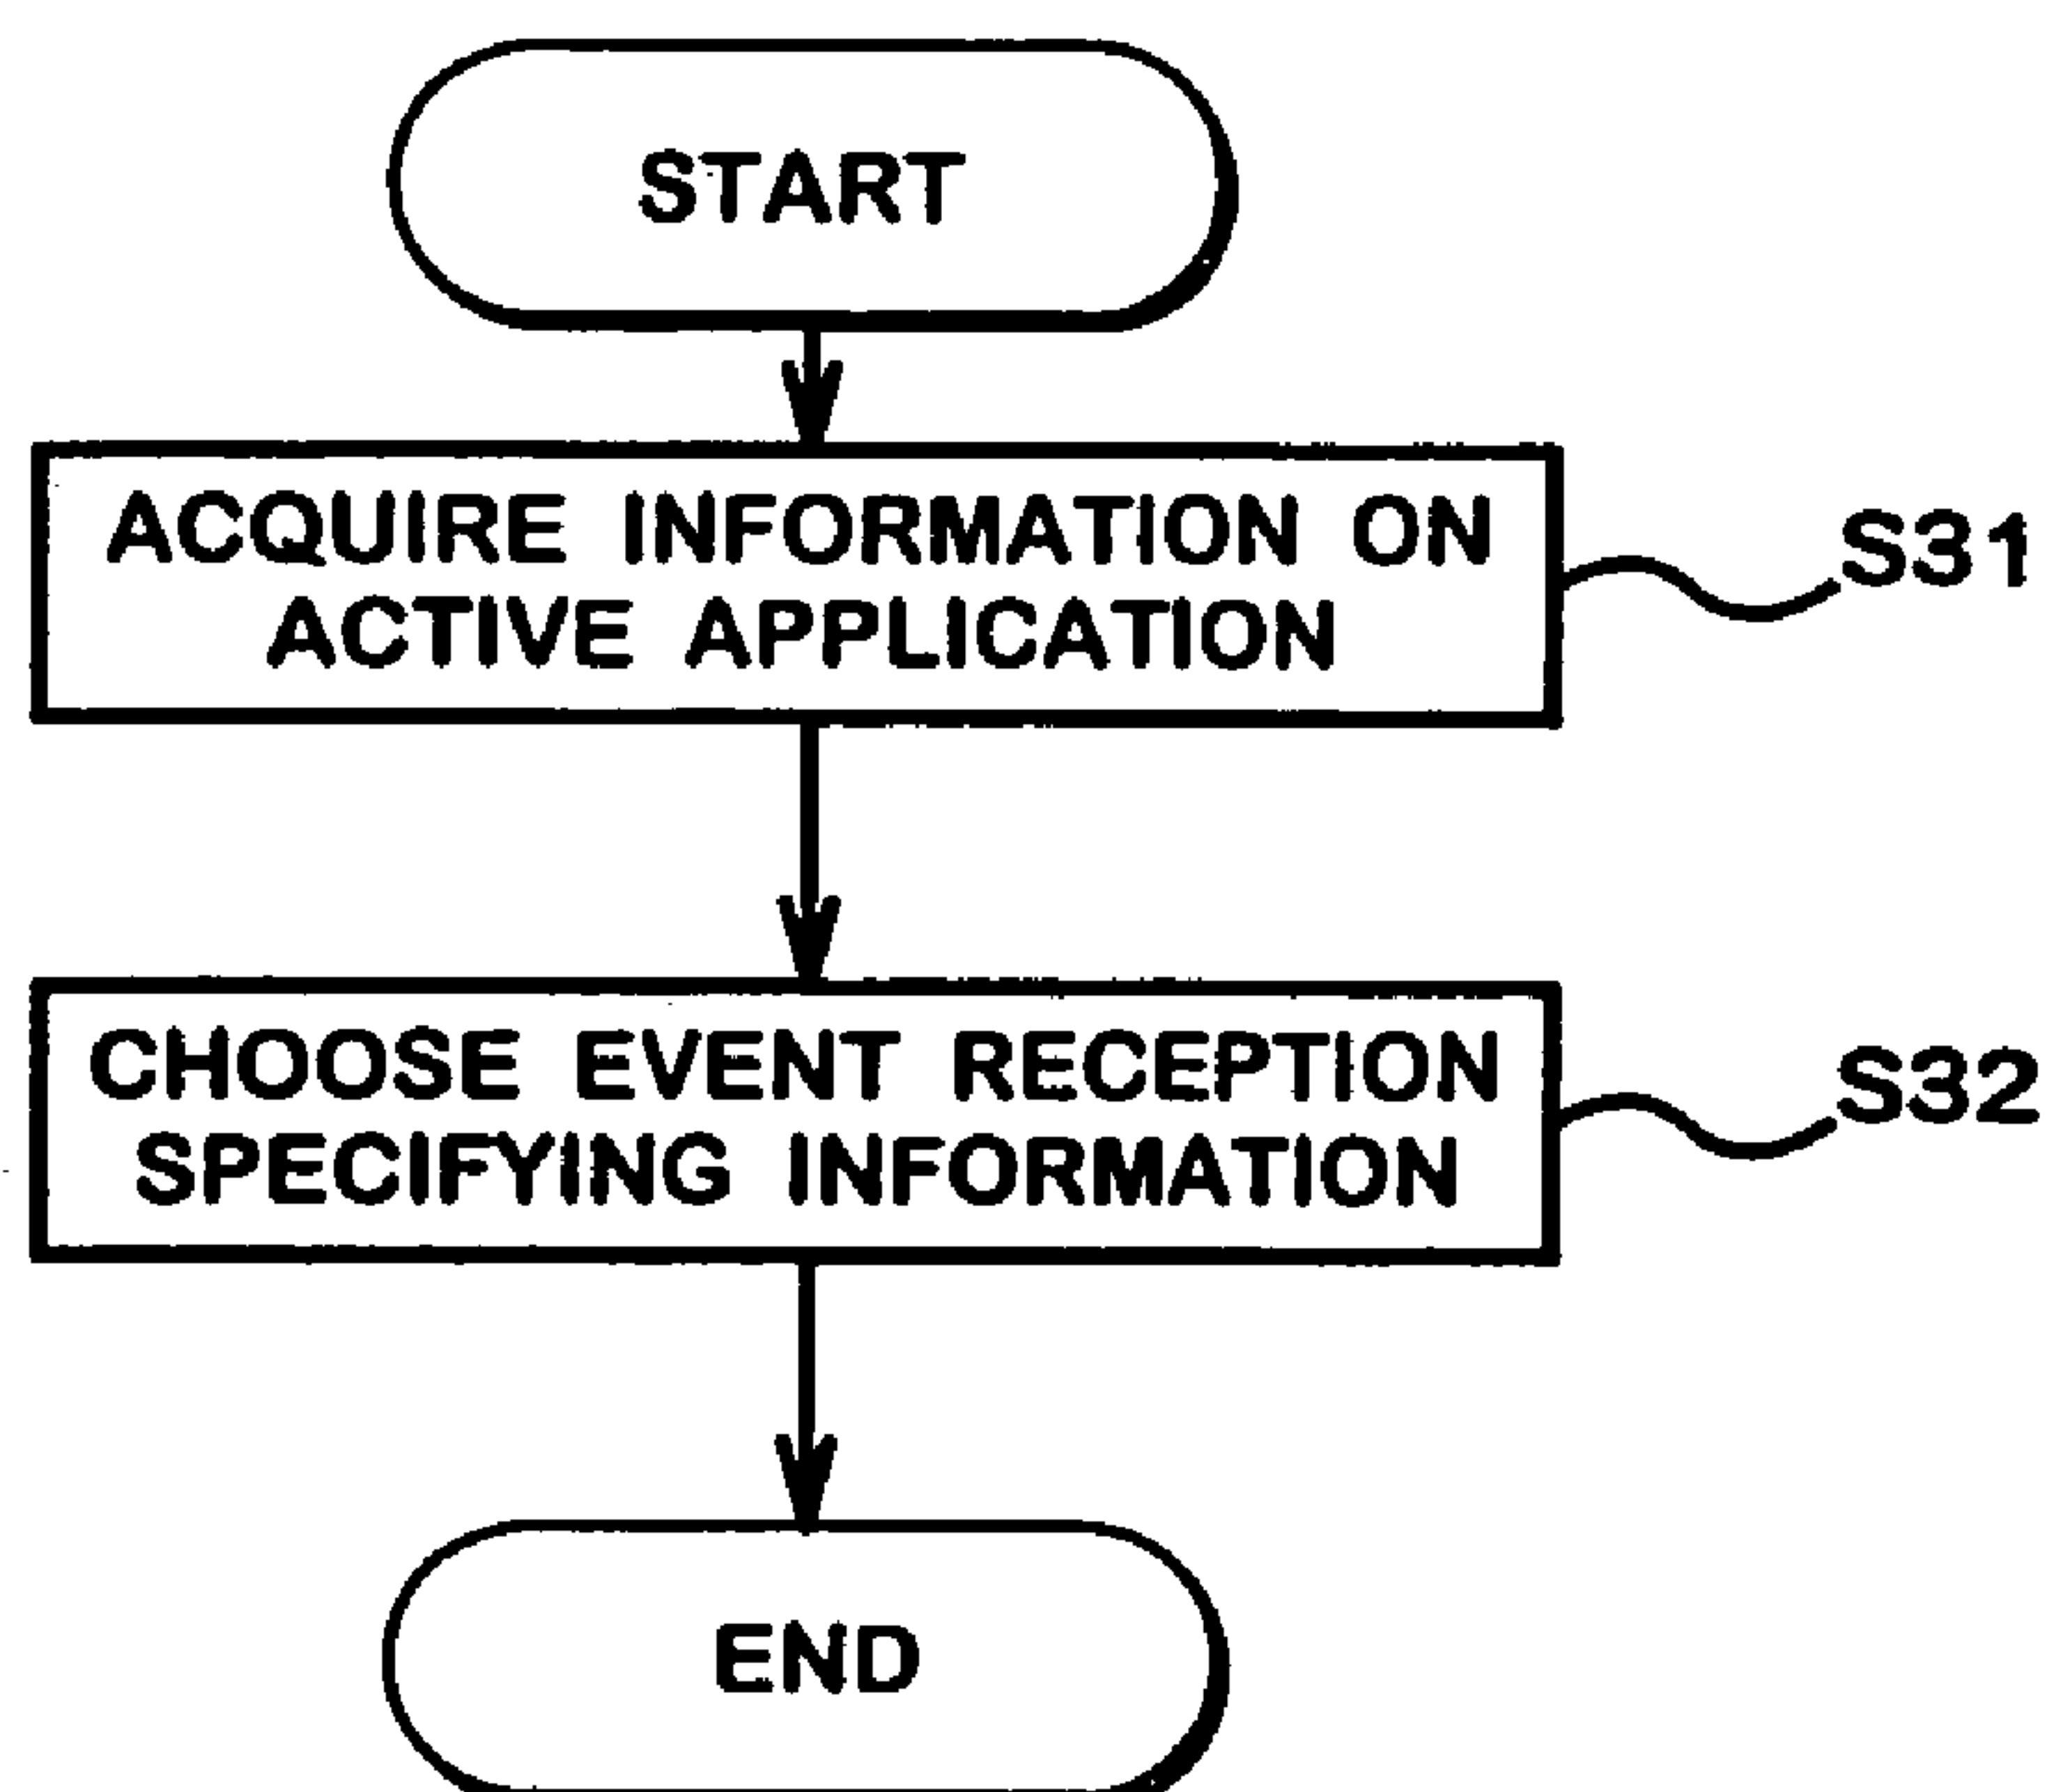 START
ACQUIRE INFORMATION ON
ACTIVE APPLICATION
S31
CHOOSE EVENT RECEPTION
SPECIFYING INFORMATION
S32
END